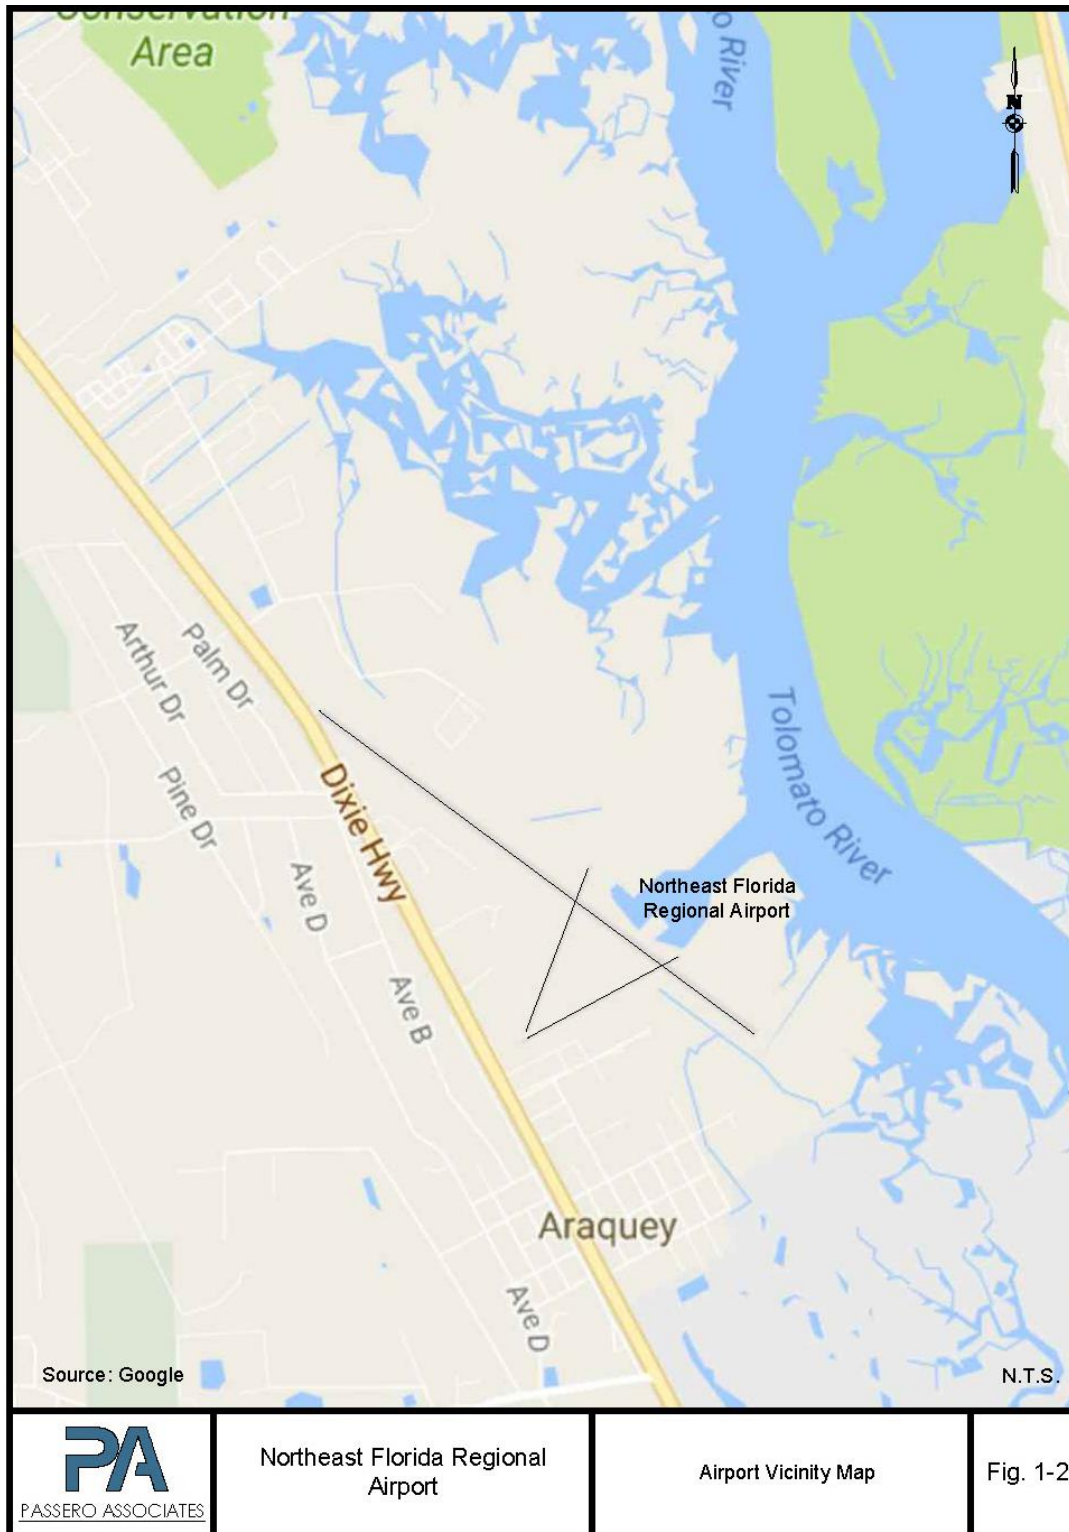 Conservation
Area
o River
N
Palm Dr
Arthur Dr
Pine Dr
Dixie Hwy
Tolomato River
Ave D
Northeast Florida
Regional Airport
Ave B
Araquey
Ave D
Source: Google
N.T.S.
PA
PASSERO ASSOCIATES
Northeast Florida Regional
Airport
Airport Vicinity Map
Fig. 1-2